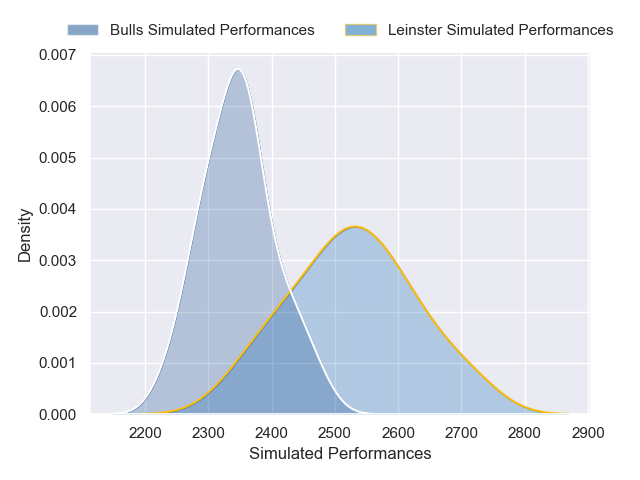 Bulls Simulated Performances
Leinster Simulated Performances
0.007
0.006
0.005
0.004
0.003
0.002
0.001
0.000
Density
2200 2300 2400 2500 2600 2700 2800 2900
Simulated Performances